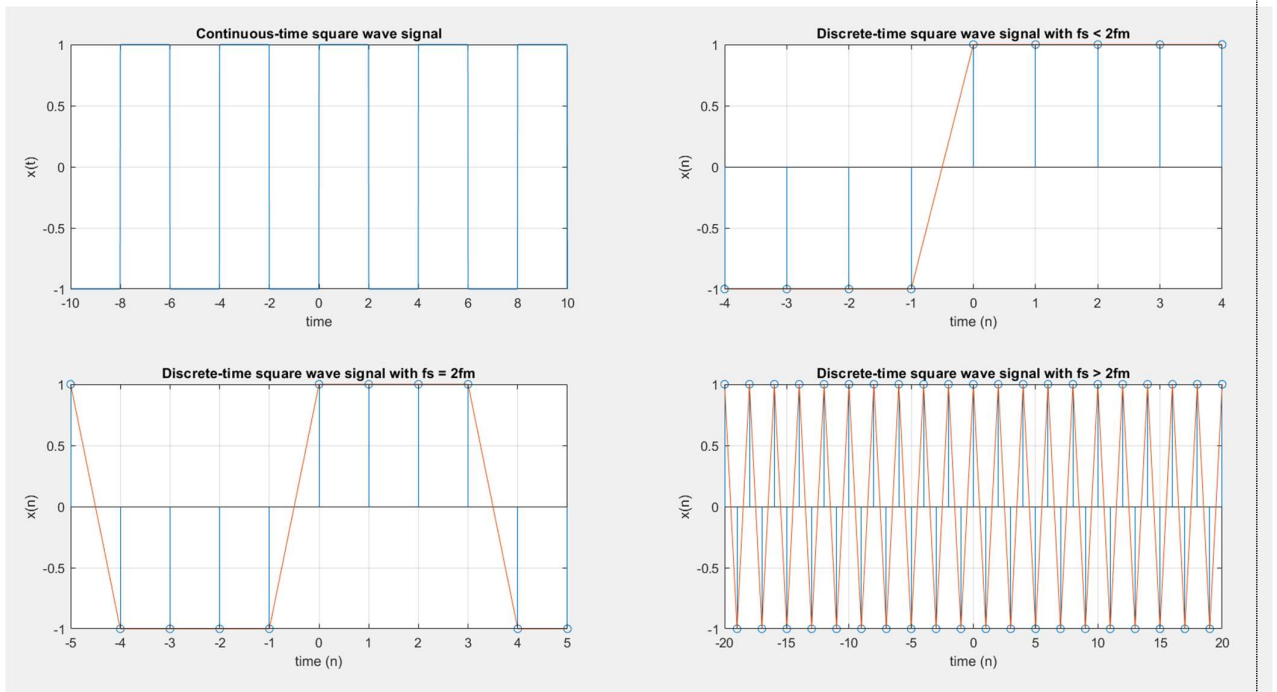 Continuous-time square wave signal
1
0.5
0
-0.5
-1
x(t)
-10 -8 -6 -4 -2 0 2 4 6 8 10
time
Discrete-time square wave signal with fs < 2fm
1
0.5
0
-0.5
-1
x(n)
-4 -3 -2 -1 0 1 2 3 4
time (n)
Discrete-time square wave signal with fs = 2fm
1
0.5
0
-0.5
-1
x(n)
-5 -4 -3 -2 -1 0 1 2 3 4 5
time (n)
Discrete-time square wave signal with fs > 2fm
1
0.5
0
-0.5
-1
x(n)
-20 -15 -10 -5 0 5 10 15 20
time (n)